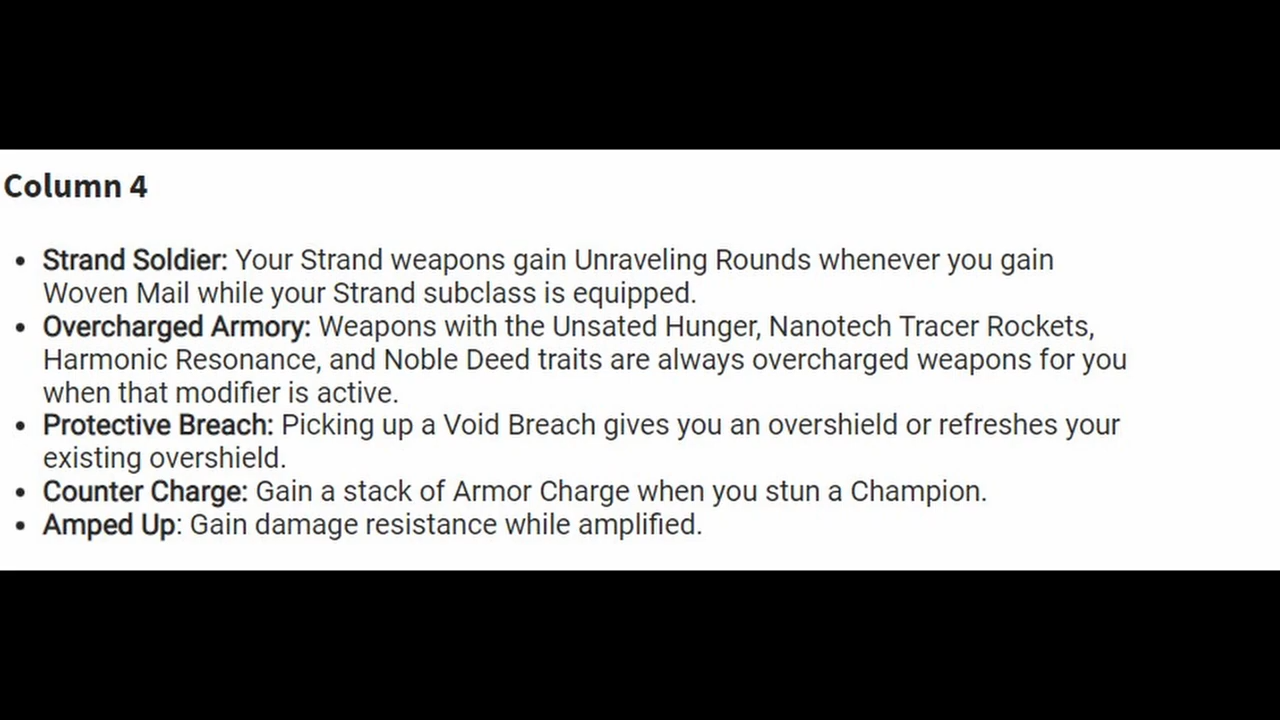 Column 4
• Strand Soldier: Your Strand weapons gain Unraveling Rounds whenever you gain
Woven Mail while your Strand subclass is equipped.
• Overcharged Armory: Weapons with the Unsated Hunger, Nanotech Tracer Rockets,
Harmonic Resonance, and Noble Deed traits are always overcharged weapons for you
when that modifier is active.
• Protective Breach: Picking up a Void Breach gives you an overshield or refreshes your
existing overshield.
• Counter Charge: Gain a stack of Armor Charge when you stun a Champion.
• Amped Up: Gain damage resistance while amplified.